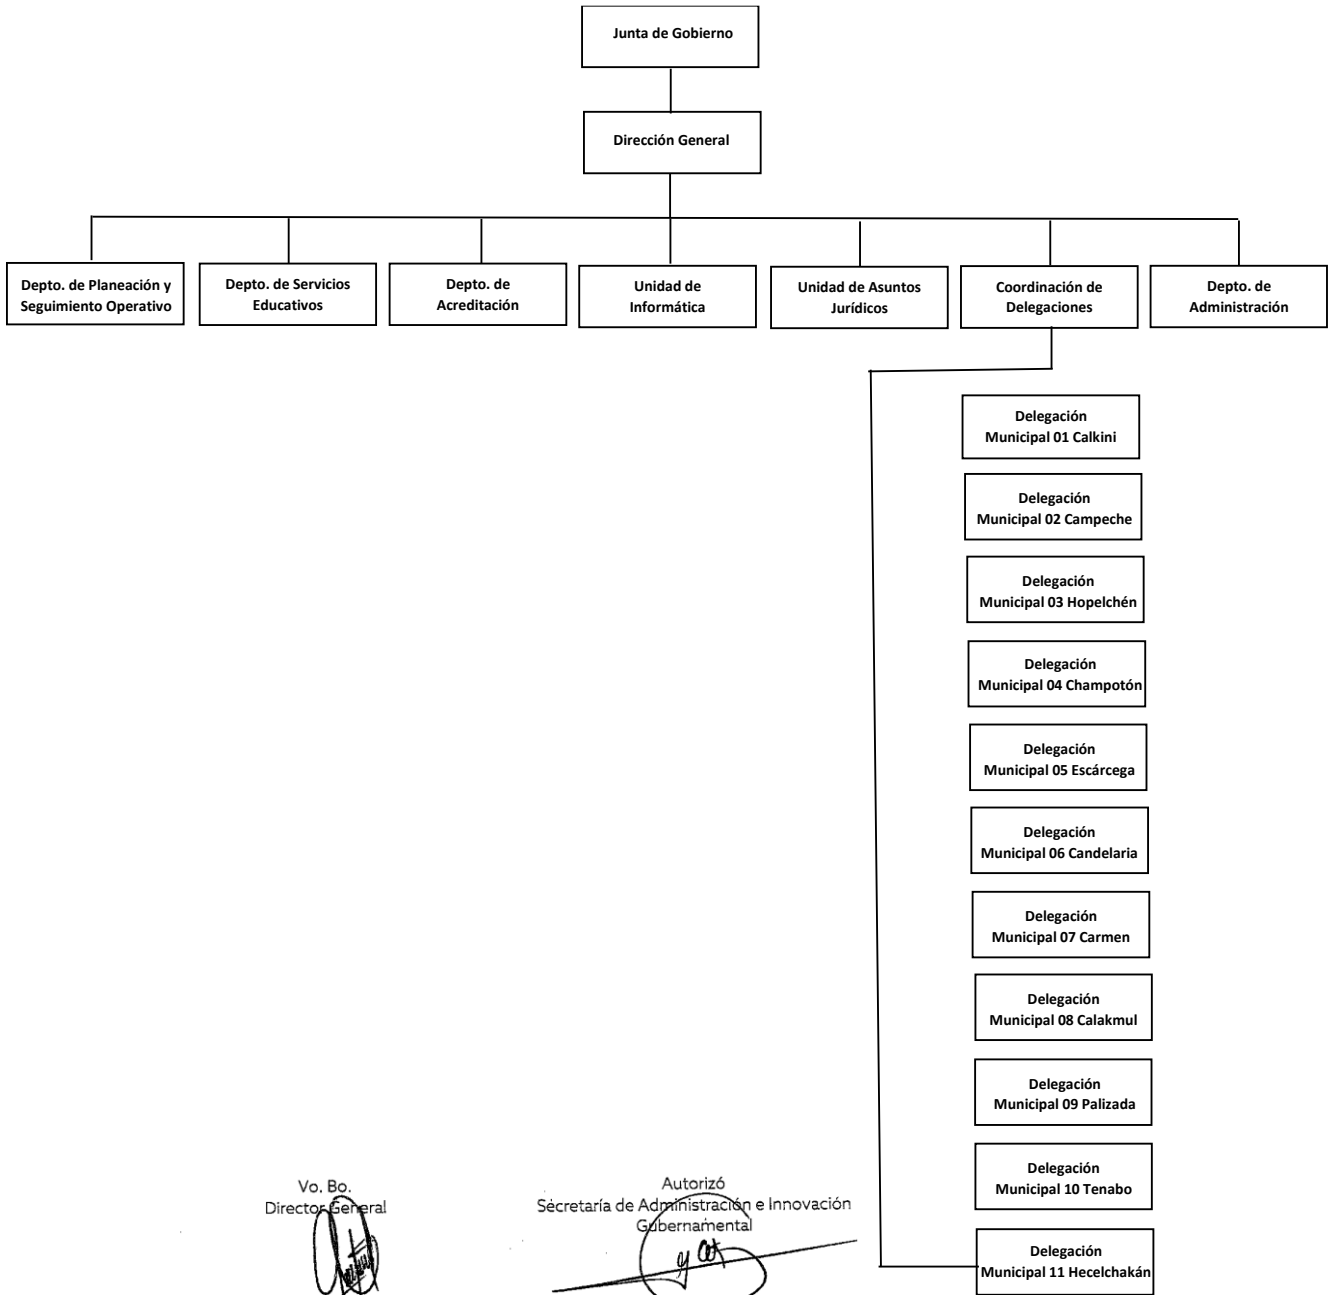 Junta de Gobierno
Dirección General
Depto. de Planeación y
Seguimiento Operativo
Depto. de Servicios
Educativos
Depto. de
Acreditación
Unidad de
Informática
Unidad de Asuntos
Jurídicos
Coordinación de
Delegaciones
Depto. de
Administración
Delegación
Municipal 01 Calkini
Delegación
Municipal 02 Campeche
Delegación
Municipal 03 Hopelchén
Delegación
Municipal 04 Champotón
Delegación
Municipal 05 Escárcega
Delegación
Municipal 06 Candelaria
Delegación
Municipal 07 Carmen
Delegación
Municipal 08 Calakmul
Delegación
Municipal 09 Palizada
Delegación
Municipal 10 Tenabo
Delegación
Municipal 11 Hecelchakán
Vo. Bo.
Director General
Autorizó
Secretaría de Administración e Innovación
Gubernamental